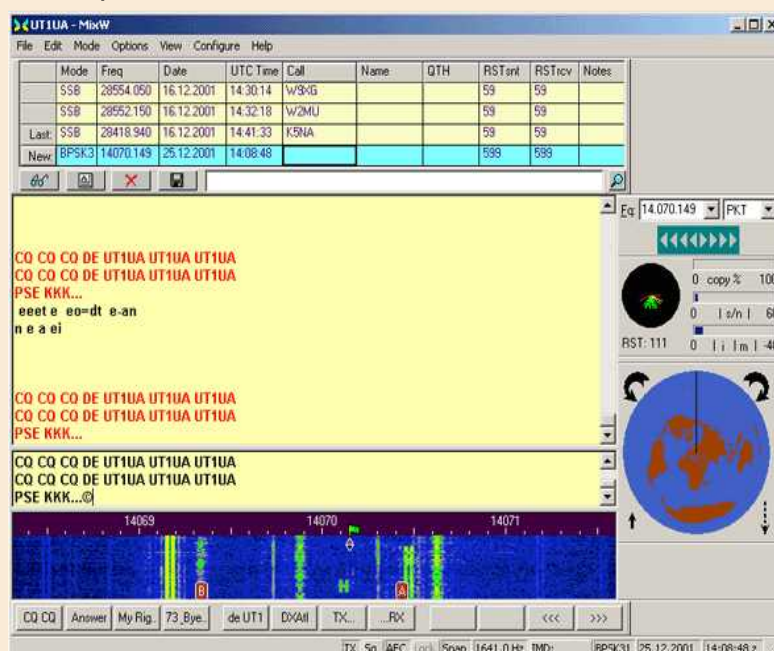 UT1UA - MixW
File Edit Mode Options View Configure Help
Mode Freq Date UTC Time Call Name QTH RSTsnt RSTrcv Notes
SSB 28554.050 16.12.2001 14:30:14 W9XG 59 59
SSB 28552.150 16.12.2001 14:32:18 W2MU 59 59
Last: SSB 28418.940 16.12.2001 14:41:33 K5NA 59 59
New: BPSK3 14070.149 25.12.2001 14:08:48 599 599
14.070.149 PKT
CQ CQ CQ DE UT1UA UT1UA UT1UA
CQ CQ CQ DE UT1UA UT1UA UT1UA
PSE KKK...
eeet e eo=dt e-an
n e a ei
0 copy% 100
0 | s/n | 60
RST: 111 0 | i | m | -40
CQ CQ CQ DE UT1UA UT1UA UT1UA
CQ CQ CQ DE UT1UA UT1UA UT1UA
PSE KKK...
CQ CQ CQ DE UT1UA UT1UA UT1UA
CQ CQ CQ DE UT1UA UT1UA UT1UA
PSE KKK...©
14069 14070 14071
B H A
CQ CQ Answer My Rig.. 73_Bye.. de UT1 DXAtl TX... ...RX <<< >>>
TX Sq AFC Lock Snap 1641.0 Hz IMD: BPSK31 25.12.2001 14:08:48 z